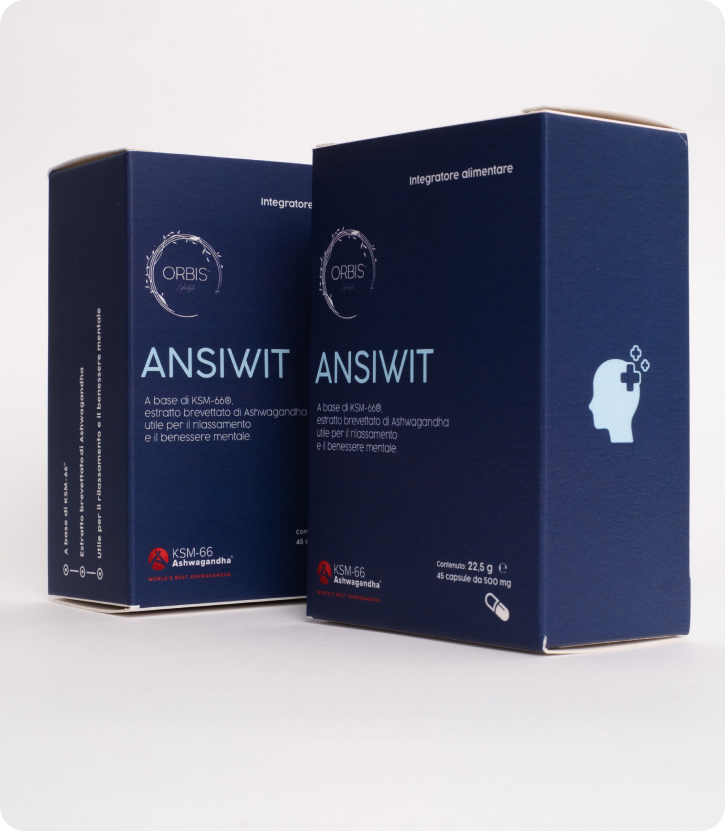 Integratore
ORBIS
ANSIWIT
A base di KSM-66®,
estratto brevettato di Ashwagandha
utile per il rilassamento
e il benessere mentale
KSM-66
Ashwagandha®
WORLD'S BEST ASHWAGANDHA
A base di KSM-66™
Estratto brevettato di Ashwagandha
utile per il rilassamento e il benessere mentale
Integratore alimentare
ORBIS
ANSIWIT
A base di KSM-66®,
estratto brevettato di Ashwagandha
utile per il rilassamento
e il benessere mentale
KSM-66
Ashwagandha®
WORLD'S BEST ASHWAGANDHA
Contenuto: 22,5 g ℮
45 capsule da 500 mg